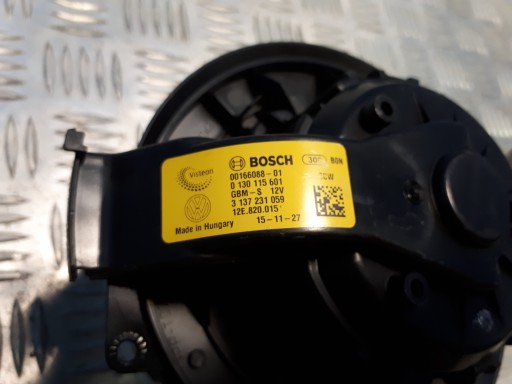 Visteon
BOSCH
00166088-01
0 130 115 601
GBM-S 12V
3 137 231 059
12E.820.015
Made in Hungary 15-11-27